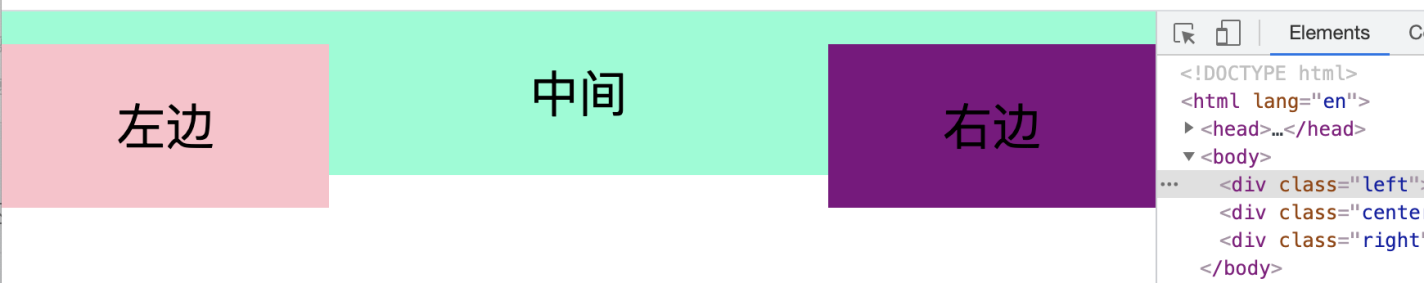 左边
中间
右边
Elements
<!DOCTYPE html>
<html lang="en">
<head>…</head>
<body>
<div class="left">
<div class="cente
<div class="right"
</body>